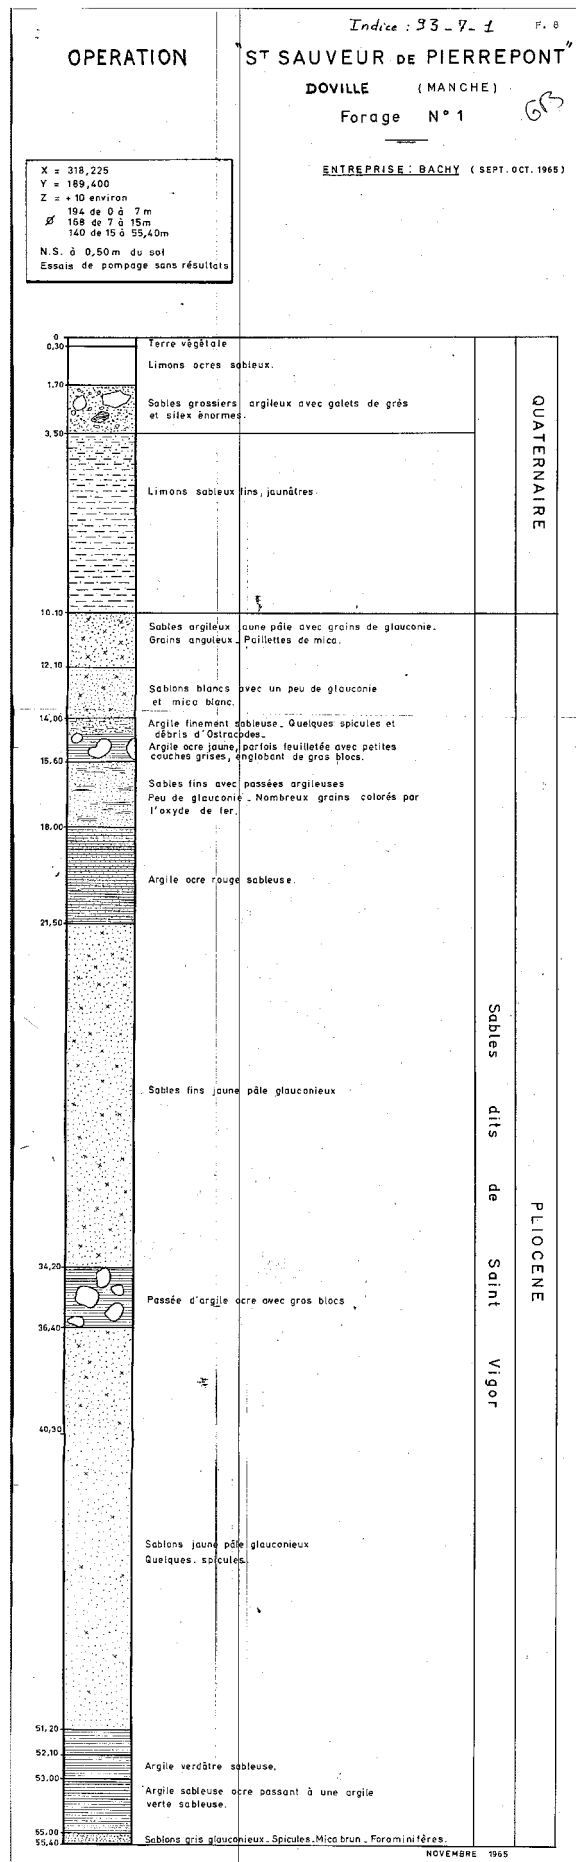 Indice : 93-7-1
F. 8
OPERATION "ST SAUVEUR DE PIERREPONT"
DOVILLE (MANCHE)
Forage N° 1
ENTREPRISE : BACHY (SEPT. OCT. 1965)
X = 318,225
Y = 189,400
Z = +10 environ
Ø 194 de 0 à 7m
168 de 7 à 15m
140 de 15 à 55,40m
N.S. à 0,50m du sol
Essais de pompage sans résultats
0
Terre végétale
0,30
Limons ocres sableux.
1.70
Sables grossiers argileux avec galets de grès
et silex énormes.
3.50
QUATERNAIRE
Limons sableux fins, jaunâtres.
10.10
Sables argileux jaune pâle avec grains de glauconie.
Grains anguleux - Paillettes de mica.
12.10
Sablons blancs avec un peu de glauconie
et mica blanc.
14,00
Argile finement sableuse - Quelques spicules et
débris d'Ostracodes -
Argile ocre jaune, parfois feuilletée avec petites
couches grises, englobant de gros blocs.
15.60
Sables fins avec passées argileuses
Peu de glauconie - Nombreux grains colorés par
l'oxyde de fer.
18.00
Argile ocre rouge sableuse.
21,50
Sables fins jaune pâle glauconieux
Sables dits de Saint Vigor
PLIOCENE
34,20
Passée d'argile ocre avec gros blocs
36,40
40,30
Sablons jaune pâle glauconieux
Quelques spicules.
51,20
52,10
Argile verdâtre sableuse.
53.00
Argile sableuse ocre passant à une argile
verte sableuse.
55,00
Sablons gris glauconieux - Spicules - Mica brun - Foraminifères.
55,40
NOVEMBRE 1965